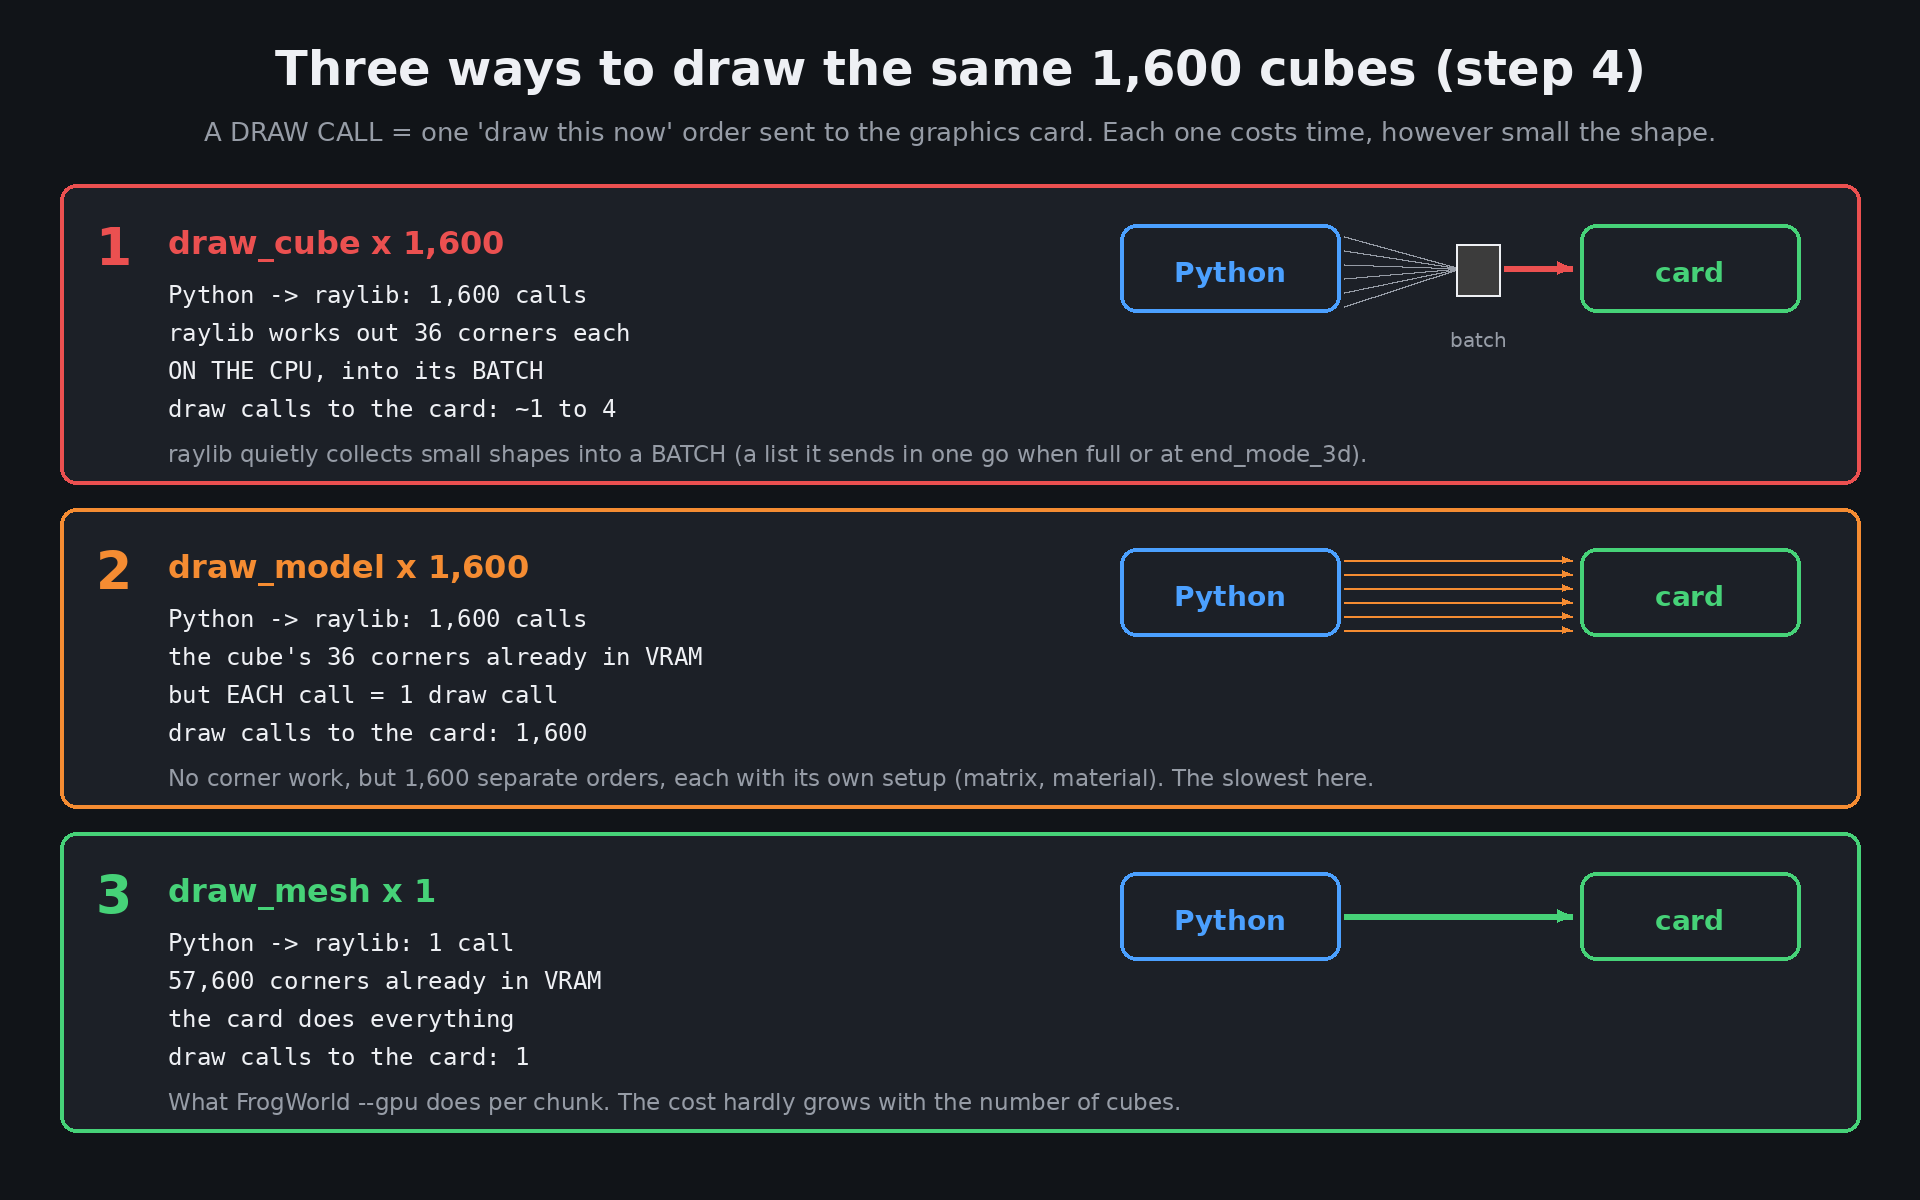 Three ways to draw the same 1,600 cubes (step 4)
A DRAW CALL = one 'draw this now' order sent to the graphics card. Each one costs time, however small the shape.
1
draw_cube x 1,600
Python -> raylib: 1,600 calls
raylib works out 36 corners each
ON THE CPU, into its BATCH
draw calls to the card: ~1 to 4
raylib quietly collects small shapes into a BATCH (a list it sends in one go when full or at end_mode_3d).
Python
batch
card
2
draw_model x 1,600
Python -> raylib: 1,600 calls
the cube's 36 corners already in VRAM
but EACH call = 1 draw call
draw calls to the card: 1,600
No corner work, but 1,600 separate orders, each with its own setup (matrix, material). The slowest here.
Python
card
3
draw_mesh x 1
Python -> raylib: 1 call
57,600 corners already in VRAM
the card does everything
draw calls to the card: 1
What FrogWorld --gpu does per chunk. The cost hardly grows with the number of cubes.
Python
card